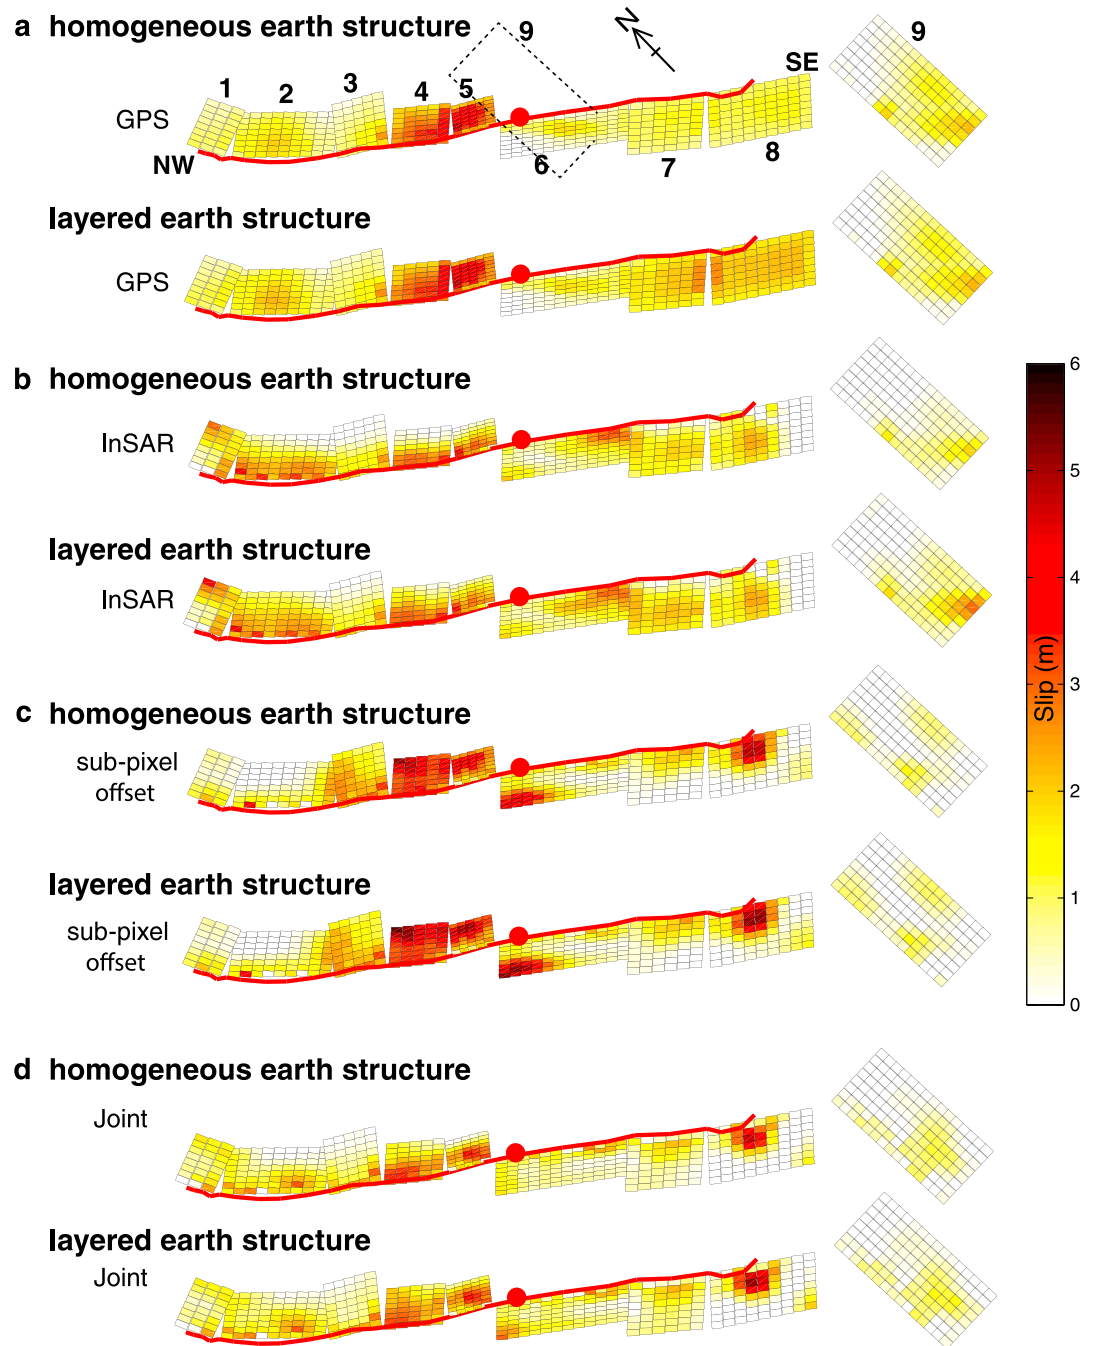 a homogeneous earth structure
9
N
9
SE
1
2
3
4
5
GPS
NW
6
7
8
layered earth structure
GPS
b homogeneous earth structure
InSAR
6
layered earth structure
InSAR
5
4
Slip (m)
3
2
1
0
c homogeneous earth structure
sub-pixel
offset
layered earth structure
sub-pixel
offset
d homogeneous earth structure
Joint
layered earth structure
Joint